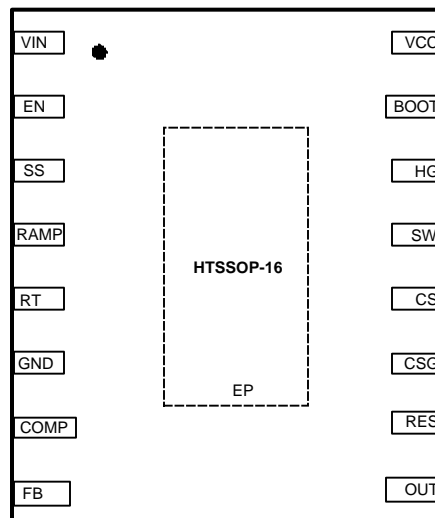 VIN
VCC
EN
BOOT
SS
HG
RAMP
SW
HTSSOP-16
RT
CS
GND
CSG
EP
COMP
RES
FB
OUT